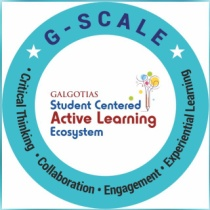 ★ G-SCALE ★
GALGOTIAS
Student Centered
Active Learning
Ecosystem
• Critical Thinking • Collaboration • Engagement • Experiential Learning